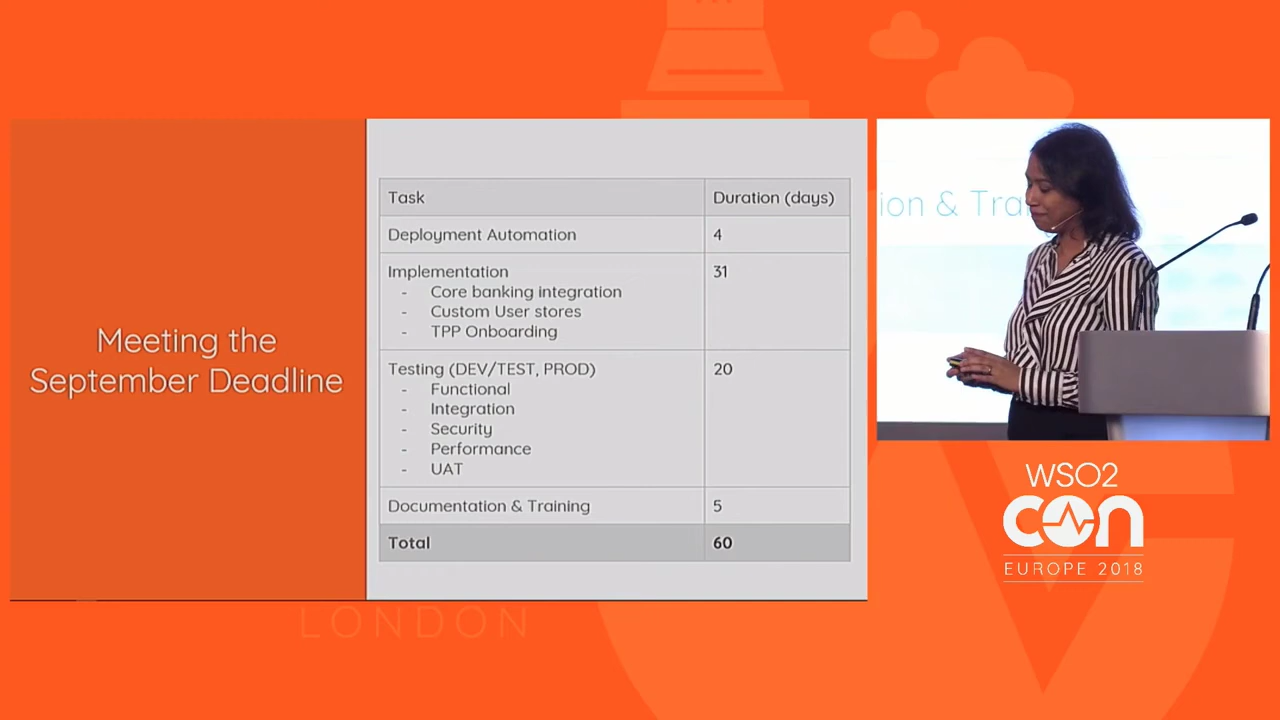 Meeting the
September Deadline
Task Duration (days)
Deployment Automation 4
Implementation 31
- Core banking integration
- Custom User stores
- TPP Onboarding
Testing (DEV/TEST, PROD) 20
- Functional
- Integration
- Security
- Performance
- UAT
Documentation & Training 5
Total 60
ion & Tra
WSO2
CON
EUROPE 2018
LONDON